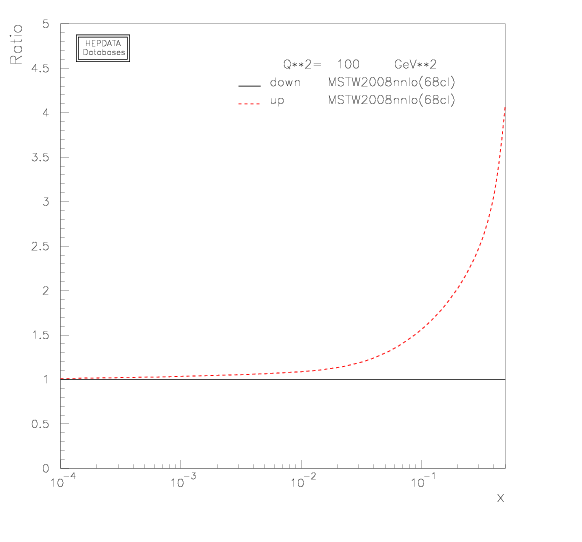 Ratio
5
4.5
4
3.5
3
2.5
2
1.5
1
0.5
0
HEPDATA
Databases
Q**2= 100 GeV**2
down MSTW2008nnlo(68cl)
up MSTW2008nnlo(68cl)
10^-4 10^-3 10^-2 10^-1
x